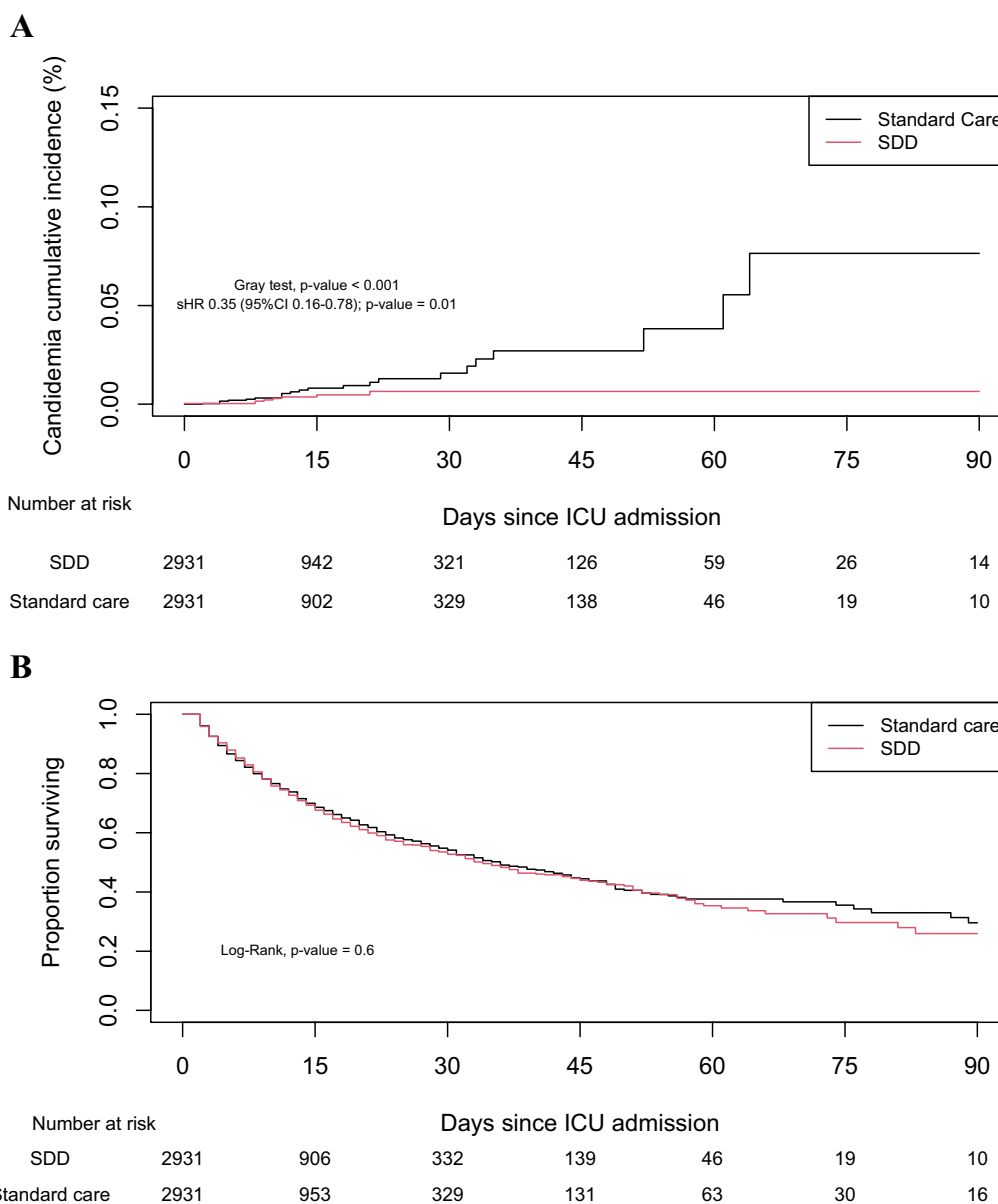 A
Candidemia cumulative incidence (%)
0.15
0.10
0.05
0.00
Standard Care
SDD
Gray test, p-value < 0.001
sHR 0.35 (95%CI 0.16-0.78); p-value = 0.01
0 15 30 45 60 75 90
Number at risk
Days since ICU admission
SDD 2931 942 321 126 59 26 14
Standard care 2931 902 329 138 46 19 10
B
Proportion surviving
1.0
0.8
0.6
0.4
0.2
0.0
Standard care
SDD
Log-Rank, p-value = 0.6
0 15 30 45 60 75 90
Number at risk
Days since ICU admission
SDD 2931 906 332 139 46 19 10
Standard care 2931 953 329 131 63 30 16